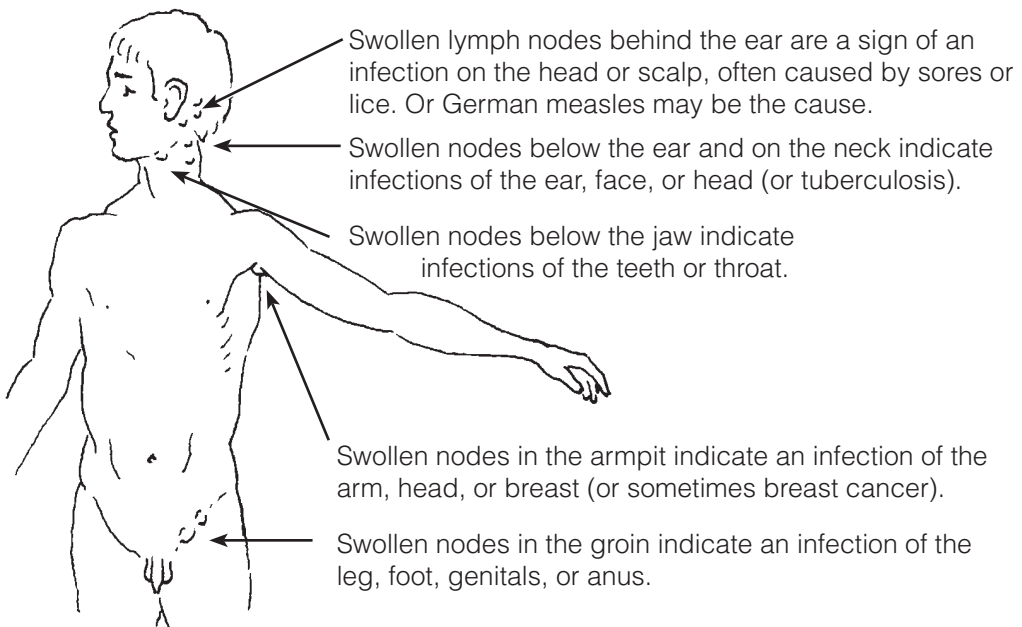 Swollen lymph nodes behind the ear are a sign of an
infection on the head or scalp, often caused by sores or
lice. Or German measles may be the cause.
Swollen nodes below the ear and on the neck indicate
infections of the ear, face, or head (or tuberculosis).
Swollen nodes below the jaw indicate
infections of the teeth or throat.
Swollen nodes in the armpit indicate an infection of the
arm, head, or breast (or sometimes breast cancer).
Swollen nodes in the groin indicate an infection of the
leg, foot, genitals, or anus.